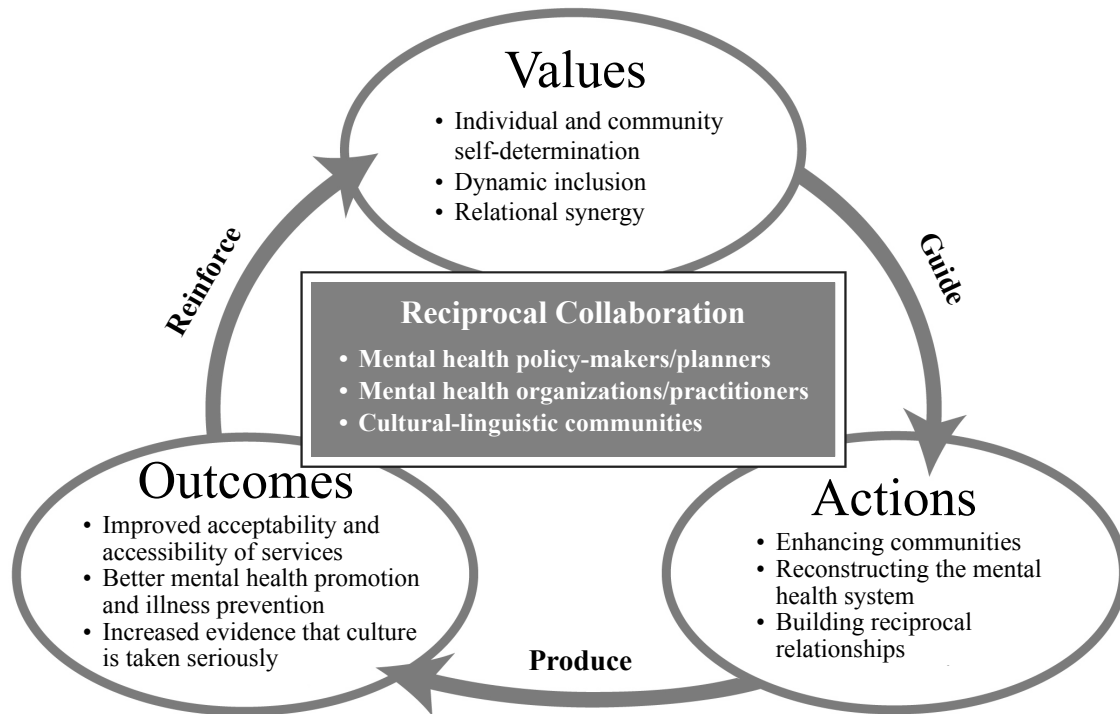 Values
• Individual and community
self-determination
• Dynamic inclusion
• Relational synergy
Reinforce
Guide
Reciprocal Collaboration
• Mental health policy-makers/planners
• Mental health organizations/practitioners
• Cultural-linguistic communities
Outcomes
• Improved acceptability and
accessibility of services
• Better mental health promotion
and illness prevention
• Increased evidence that culture
is taken seriously
Actions
• Enhancing communities
• Reconstructing the mental
health system
• Building reciprocal
relationships
Produce